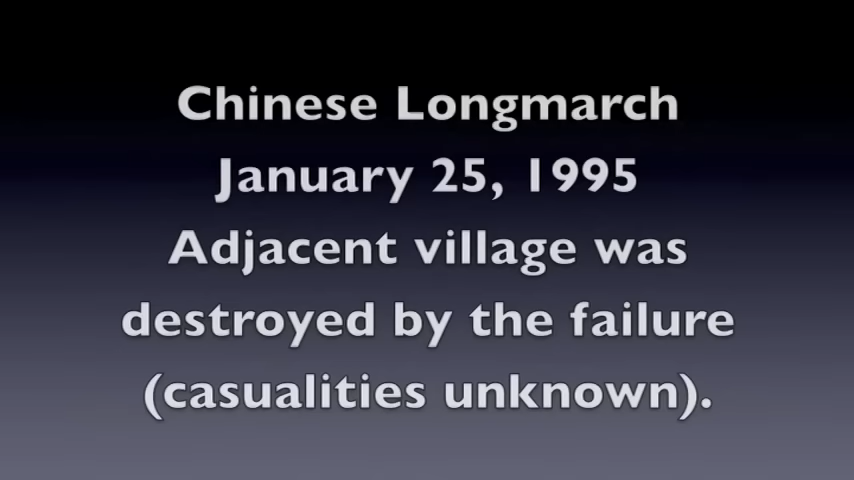 Chinese Longmarch
January 25, 1995
Adjacent village was
destroyed by the failure
(casualities unknown).